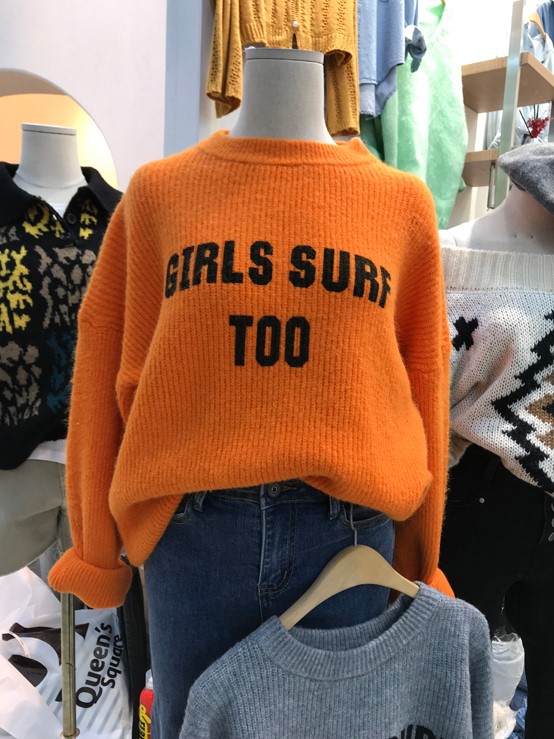 GIRLS SURF
TOO
Queen's
Square